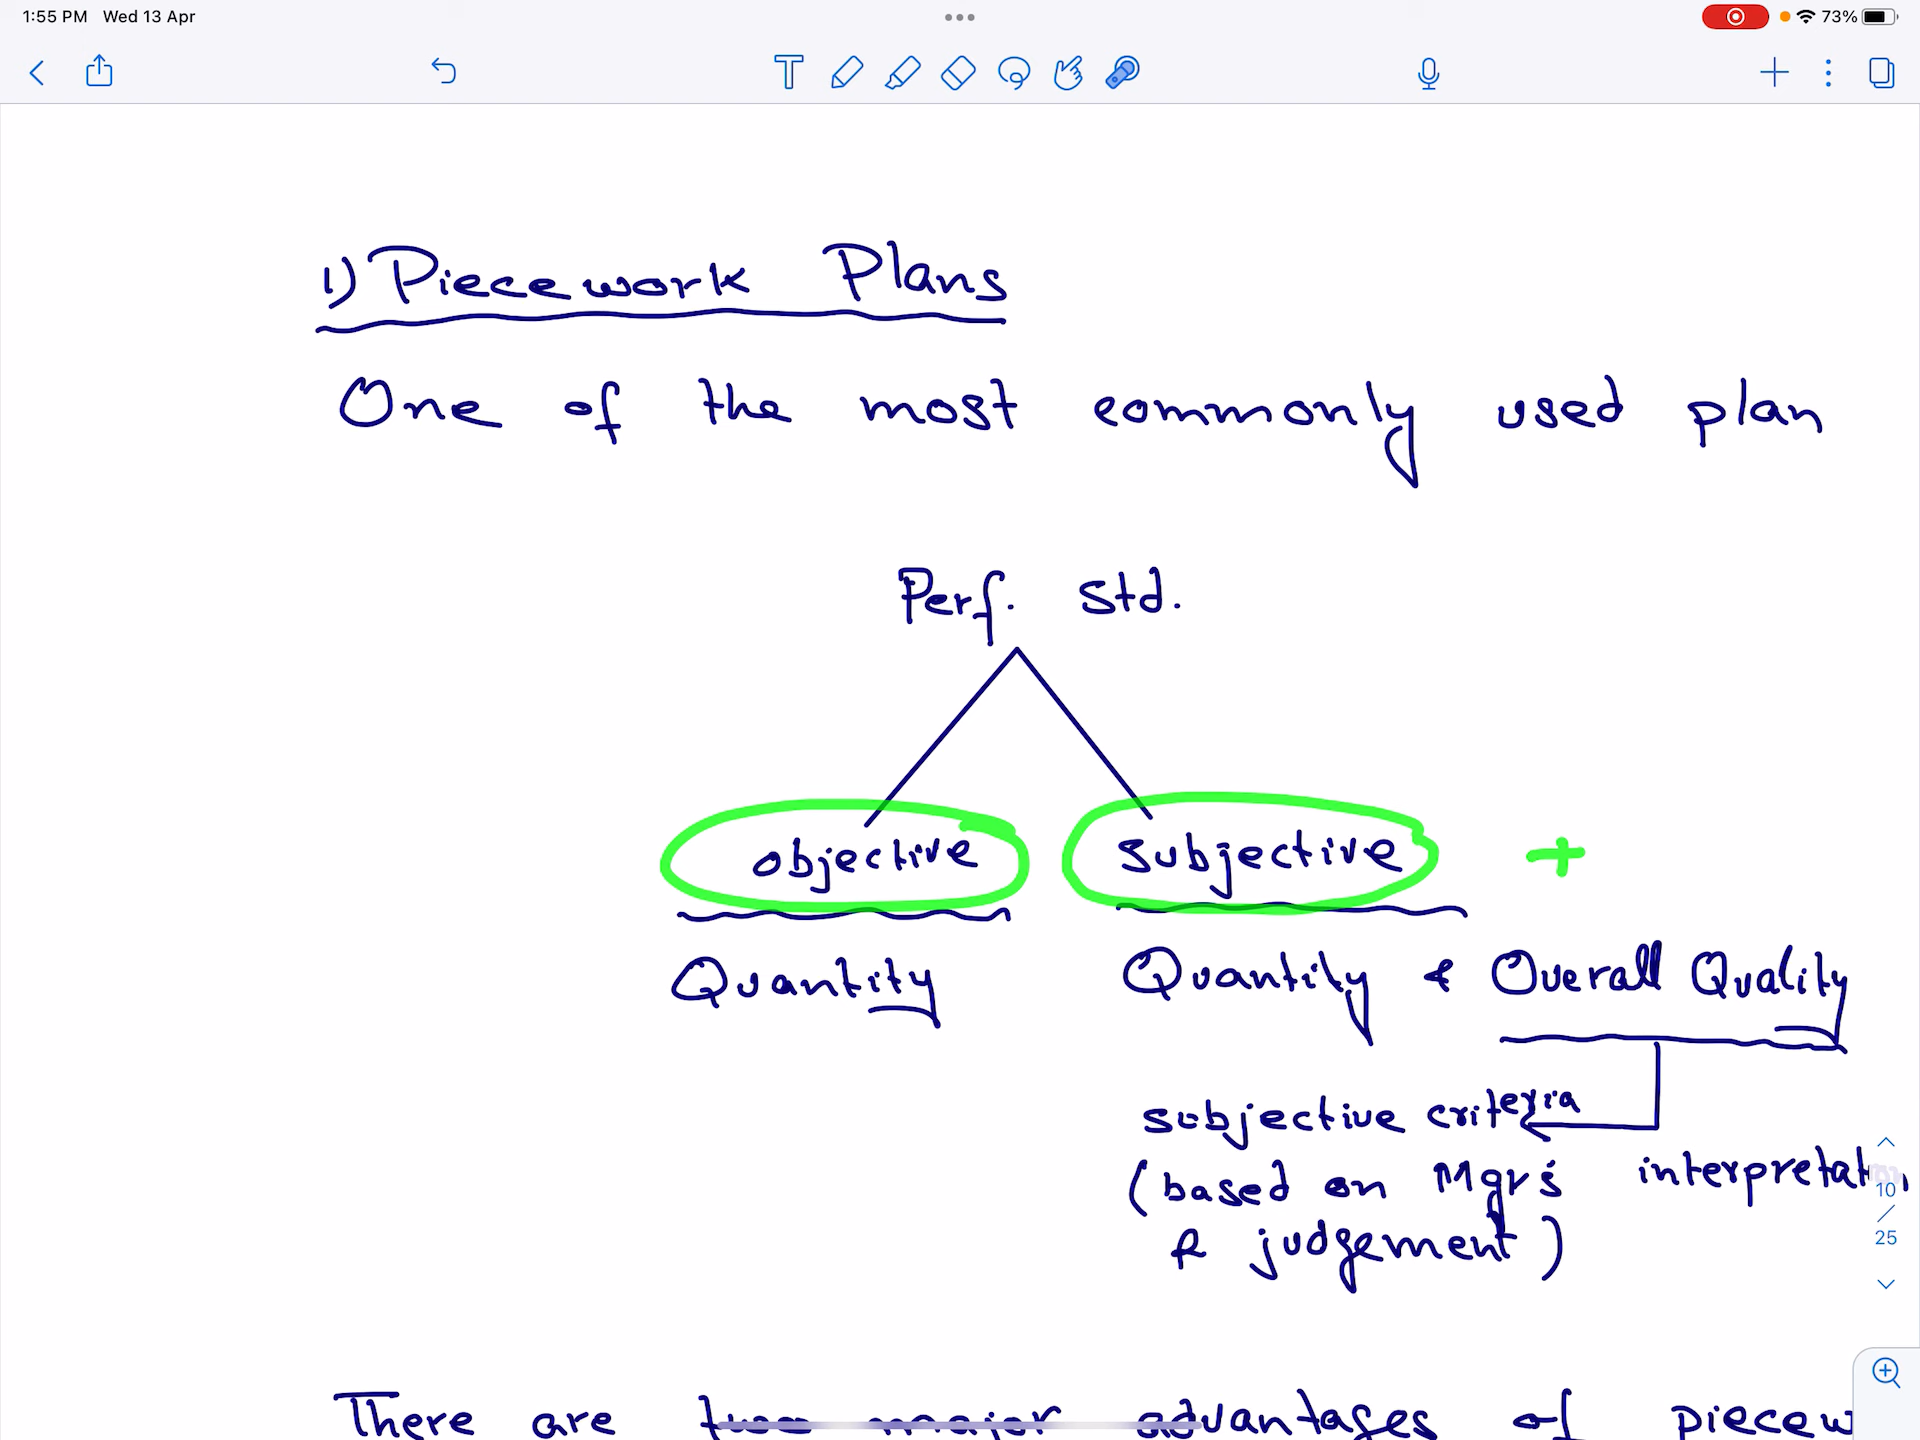 1:55 PM Wed 13 Apr
73%
1) Piecework Plans
One of the most commonly used plan
Perf. Std.
objective subjective +
Quantity Quantity & Overall Quality
subjective criteria
(based on Mgr's interpretat
& judgement)
10
/
25
There are two major advantages of piecew